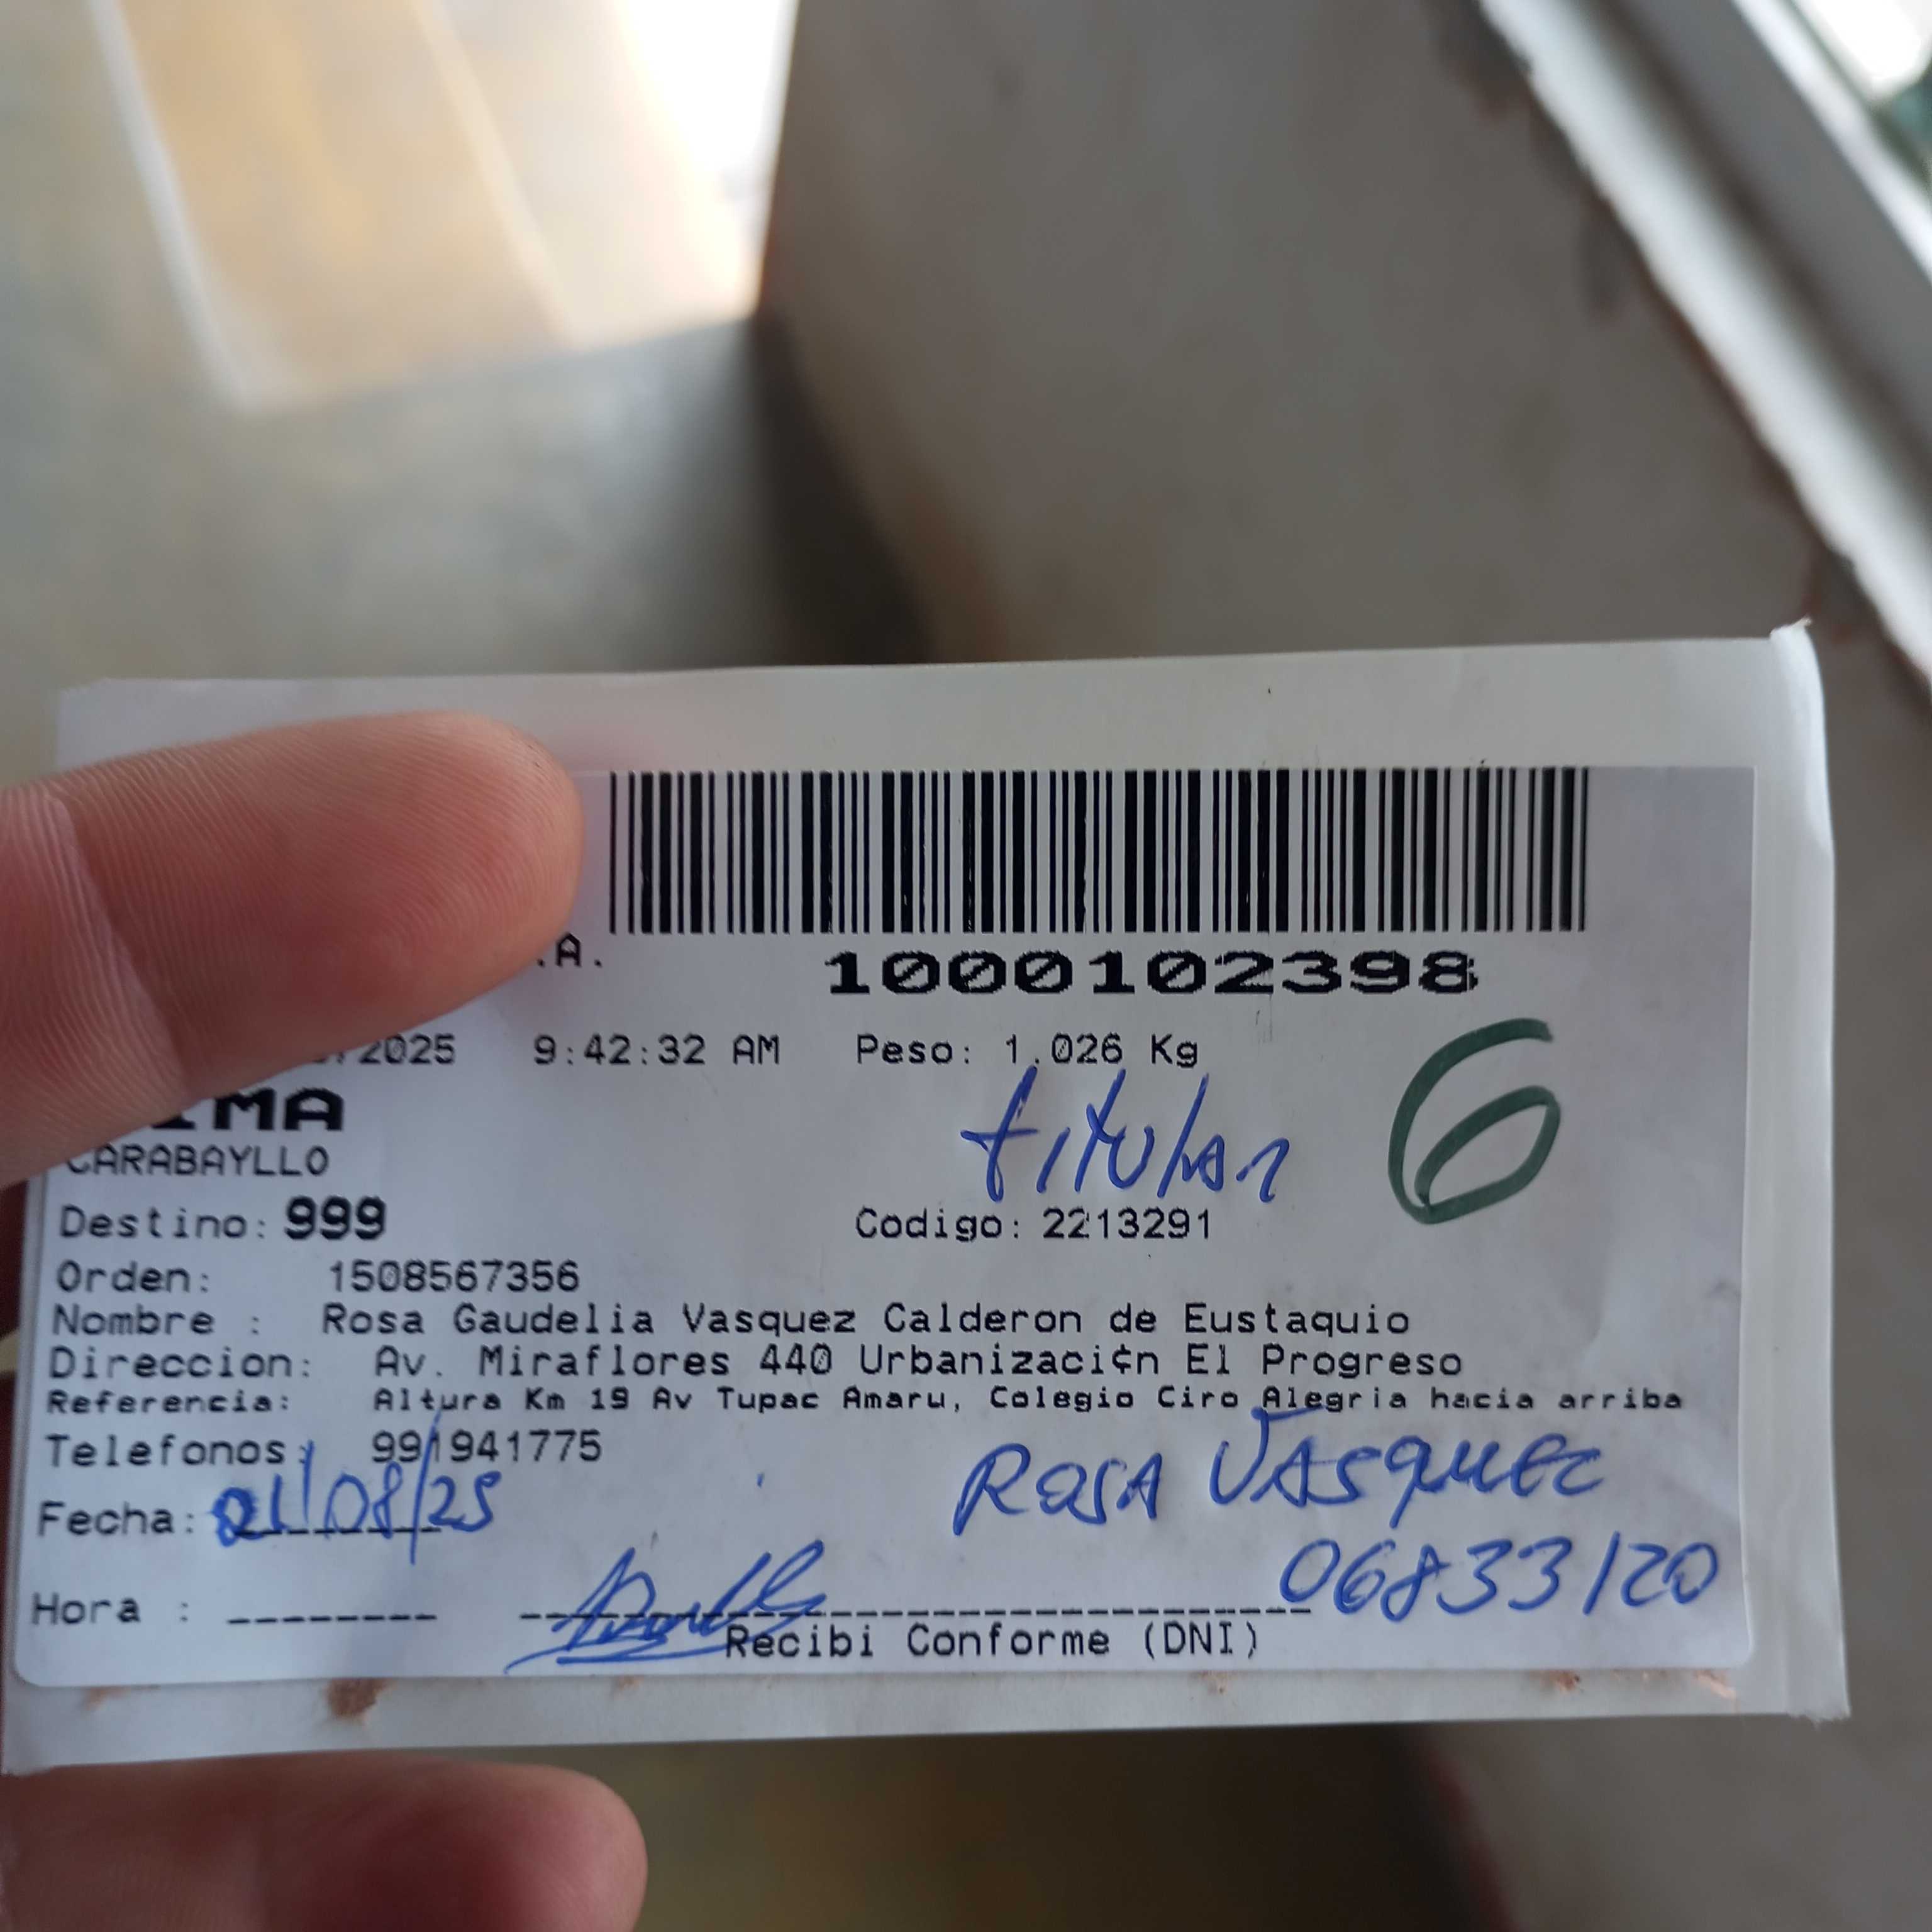 .A.
1000102398
/2025 9:42:32 AM Peso: 1.026 Kg
titular
6
CARABAYLLO
Destino: 999 Codigo: 2213291
Orden: 1508567356
Nombre : Rosa Gaudelia Vasquez Calderon de Eustaquio
Direccion: Av. Miraflores 440 Urbanizaci¢n El Progreso
Referencia: Altura Km 19 Av Tupac Amaru, Colegio Ciro Alegria hacia arriba
Telefonos: 991941775
Rosa Vasquez
Fecha: 21/08/25
06833120
Hora :
Recibi Conforme (DNI)